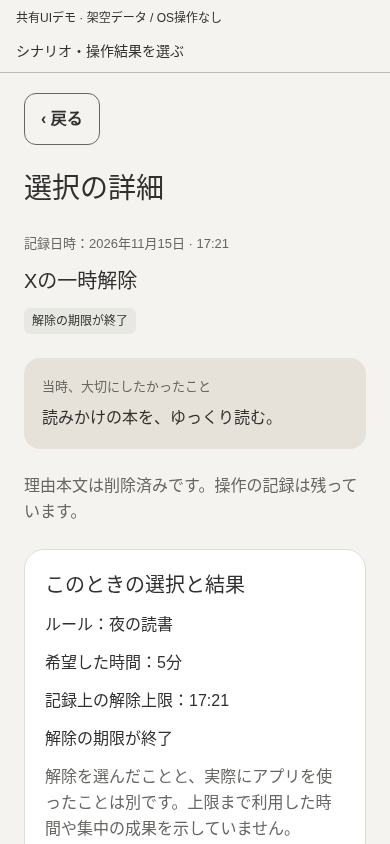 共有UIデモ · 架空データ / OS操作なし
シナリオ・操作結果を選ぶ
‹ 戻る
選択の詳細
記録日時：2026年11月15日 · 17:21
Xの一時解除
解除の期限が終了
当時、大切にしたかったこと
読みかけの本を、ゆっくり読む。
理由本文は削除済みです。操作の記録は残って
います。
このときの選択と結果
ルール：夜の読書
希望した時間：5分
記録上の解除上限：17:21
解除の期限が終了
解除を選んだことと、実際にアプリを使
ったことは別です。上限まで利用した時
間や集中の成果を示していません。